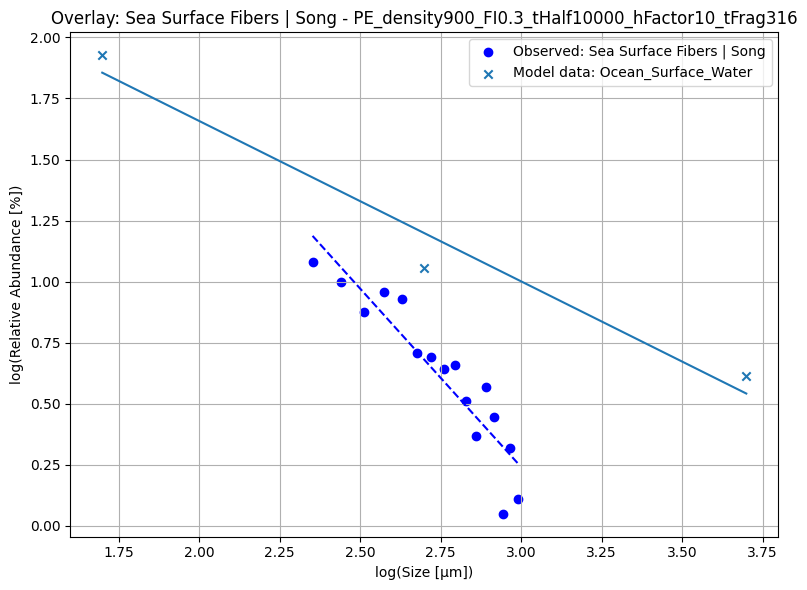 Overlay: Sea Surface Fibers | Song - PE_density900_FI0.3_tHalf10000_hFactor10_tFrag316
Observed: Sea Surface Fibers | Song
Model data: Ocean_Surface_Water
log(Relative Abundance [%])
2.00
1.75
1.50
1.25
1.00
0.75
0.50
0.25
0.00
1.75 2.00 2.25 2.50 2.75 3.00 3.25 3.50 3.75
log(Size [µm])